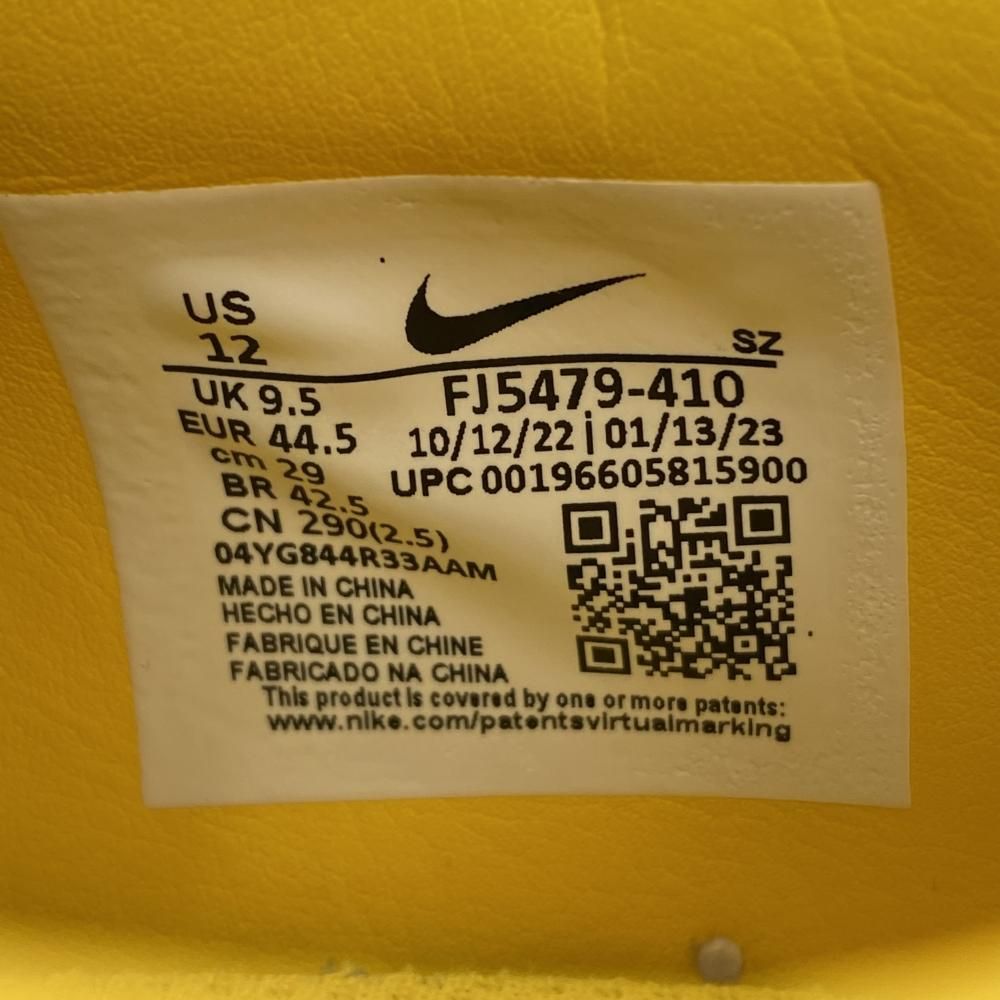 US
12
SZ
UK 9.5
FJ5479-410
EUR 44.5
10/12/22 | 01/13/23
cm 29
UPC 00196605815900
BR 42.5
CN 290(2.5)
04YG844R33AAM
MADE IN CHINA
HECHO EN CHINA
FABRIQUE EN CHINE
FABRICADO NA CHINA
This product is covered by one or more patents:
www.nike.com/patentsvirtualmarking